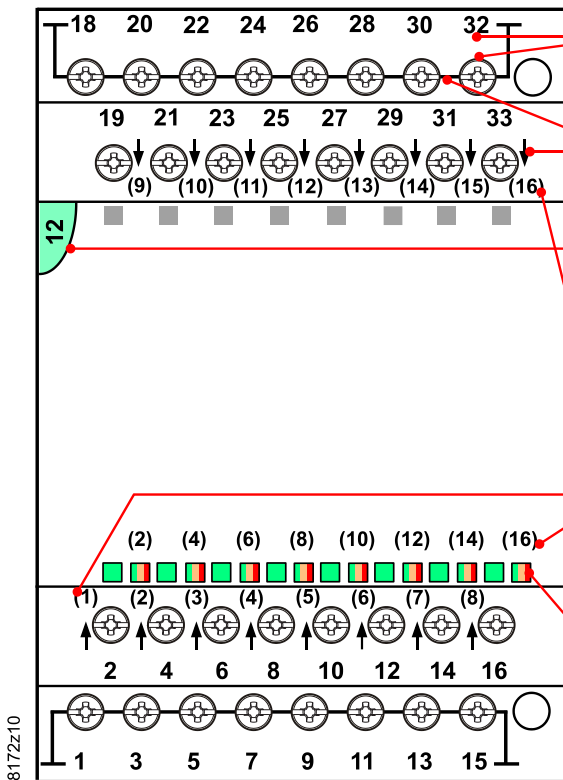 18 20 22 24 26 28 30 32
19 21 23 25 27 29 31 33
(9) (10) (11) (12) (13) (14) (15) (16)
12
(2) (4) (6) (8) (10) (12) (14) (16)
(1) (2) (3) (4) (5) (6) (7) (8)
2 4 6 8 10 12 14 16
1 3 5 7 9 11 13 15
8172z10